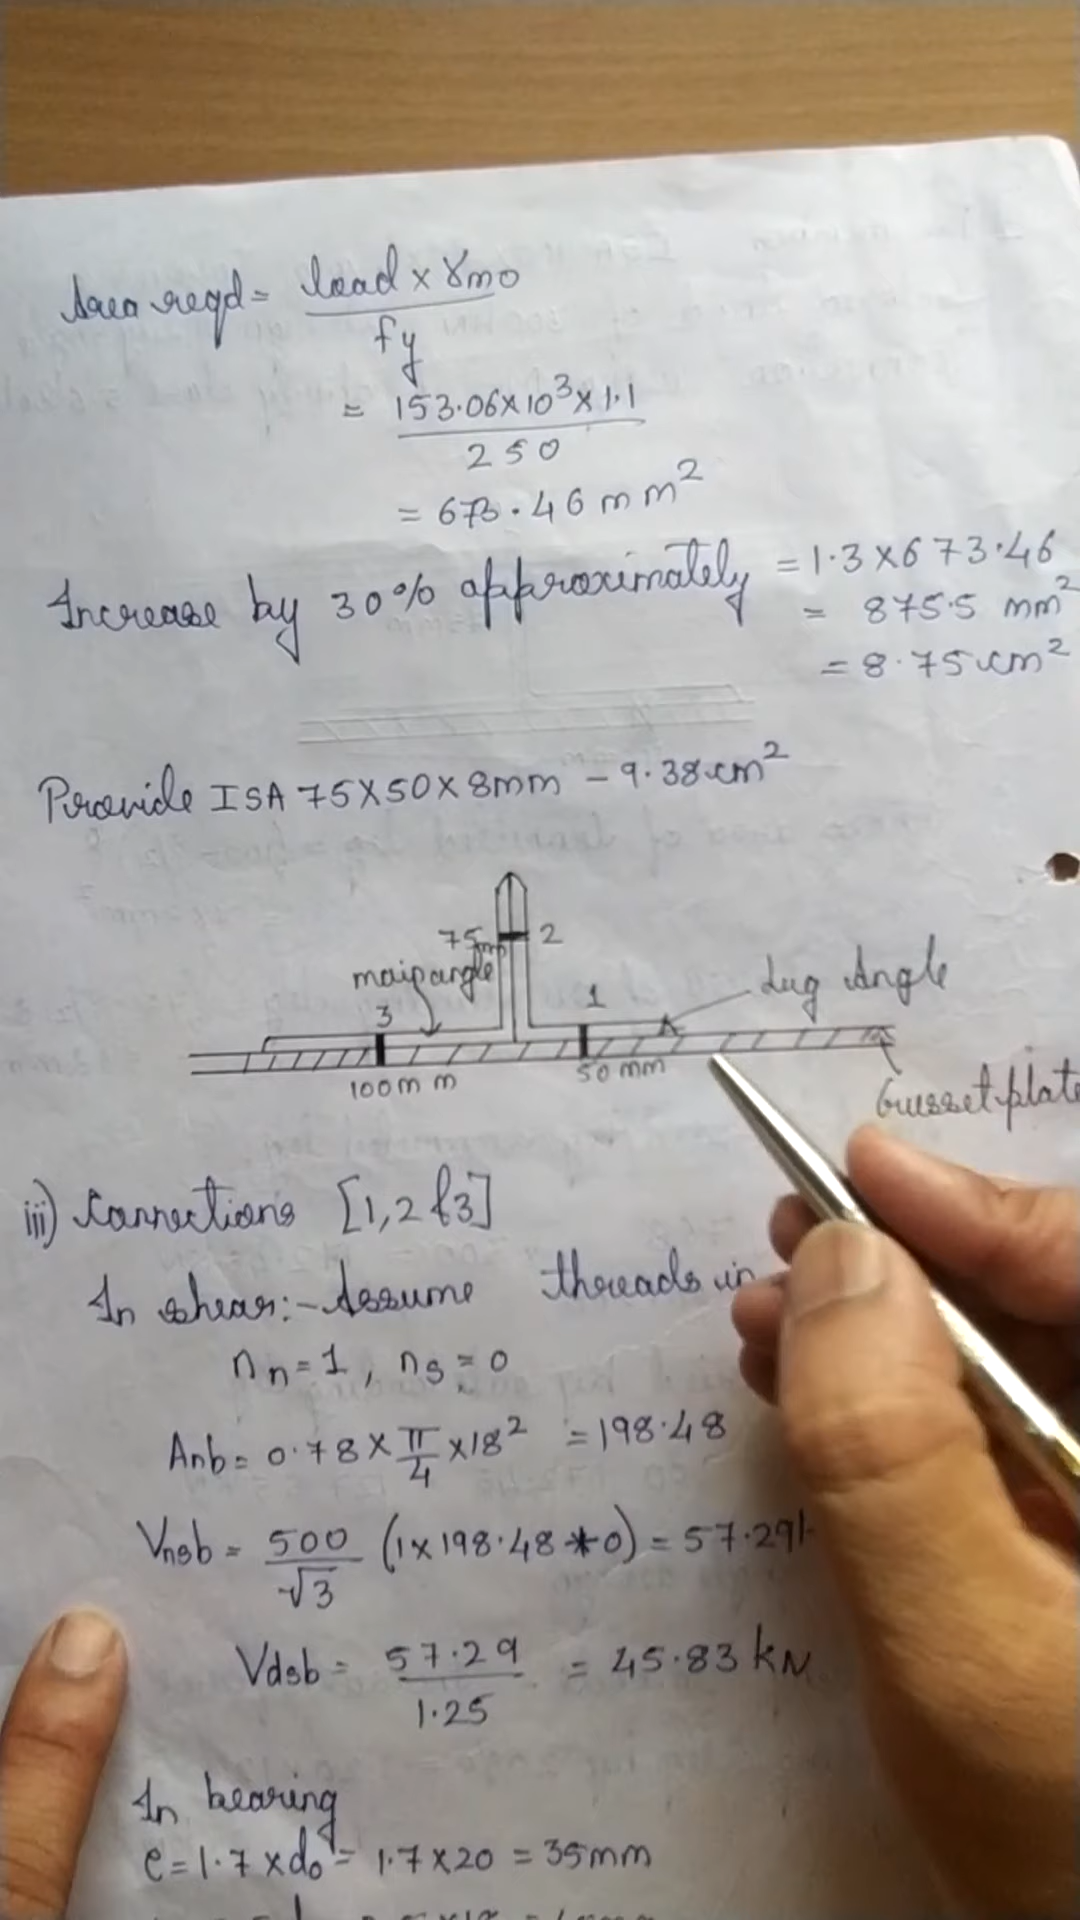 Area reqd = load × γmo
fy
= 153.06×10³×1.1
250
= 673.46 mm²
Increase by 30% approximately = 1.3×673.46
= 875.5 mm²
= 8.75 cm²
Provide ISA 75×50×8mm – 9.38 cm²
75mm 2
main angle
Lug Angle
3
1
100mm
50mm
Gusset plate
iii) Connections [1,2 & 3]
In shear:- Assume threads in
nn = 1, ns = 0
Anb = 0.78 × π/4 × 18² = 198.48
Vnsb = 500/√3 (1×198.48 + 0) = 57.29
Vdsb = 57.29/1.25 = 45.83 kN
In bearing
e = 1.7×do = 1.7×20 = 35mm